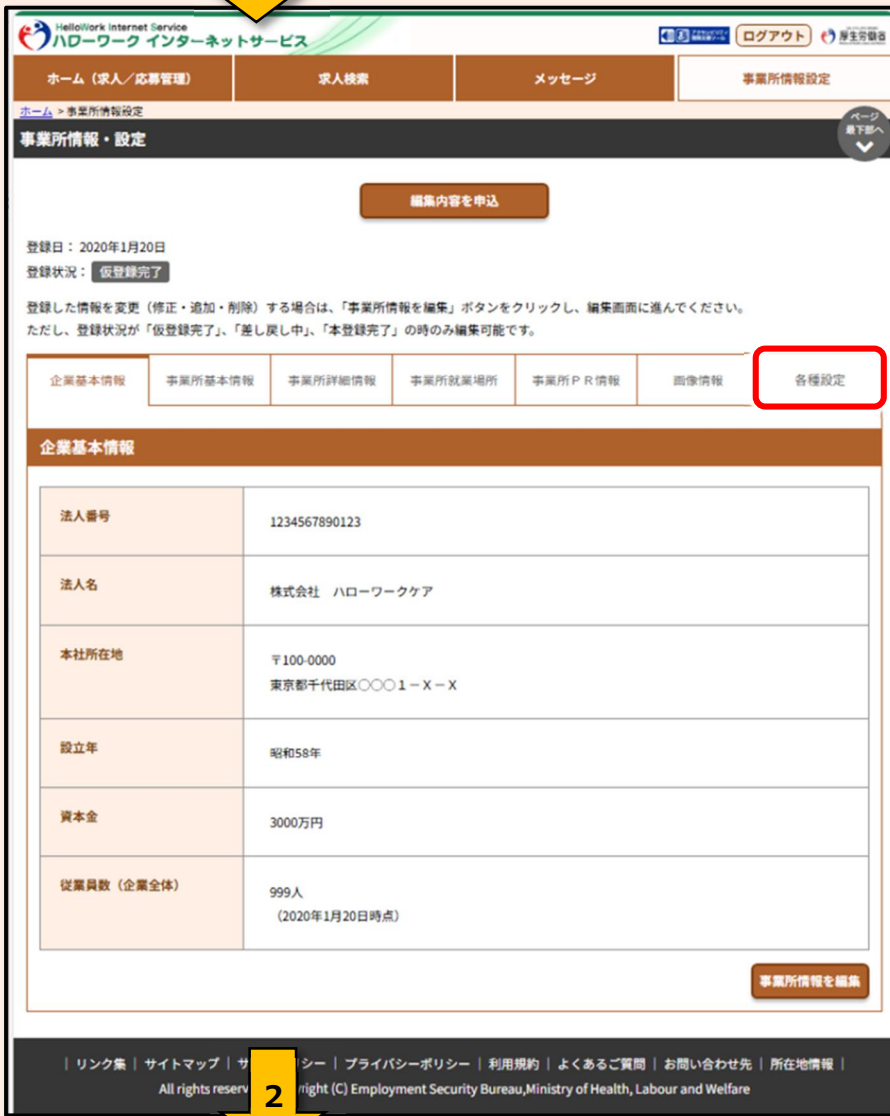 HelloWork Internet Service
ハローワーク インターネットサービス
ログアウト
厚生労働省
ホーム（求人／応募管理） 求人検索 メッセージ 事業所情報設定
ホーム > 事業所情報設定
事業所情報・設定
ページ
最下部へ
編集内容を申込
登録日： 2020年1月20日
登録状況： 仮登録完了
登録した情報を変更（修正・追加・削除）する場合は、「事業所情報を編集」ボタンをクリックし、編集画面に進んでください。
ただし、登録状況が「仮登録完了」、「差し戻し中」、「本登録完了」の時のみ編集可能です。
企業基本情報 事業所基本情報 事業所詳細情報 事業所就業場所 事業所ＰＲ情報 画像情報 各種設定
企業基本情報
法人番号 1234567890123
法人名 株式会社　ハローワークケア
本社所在地 〒100-0000
東京都千代田区〇〇〇１－Ｘ－Ｘ
設立年 昭和58年
資本金 3000万円
従業員数（企業全体） 999人
（2020年1月20日時点）
事業所情報を編集
| リンク集 | サイトマップ | サ シー | プライバシーポリシー | 利用規約 | よくあるご質問 | お問い合わせ先 | 所在地情報 |
All rights reserv right (C) Employment Security Bureau,Ministry of Health, Labour and Welfare
2